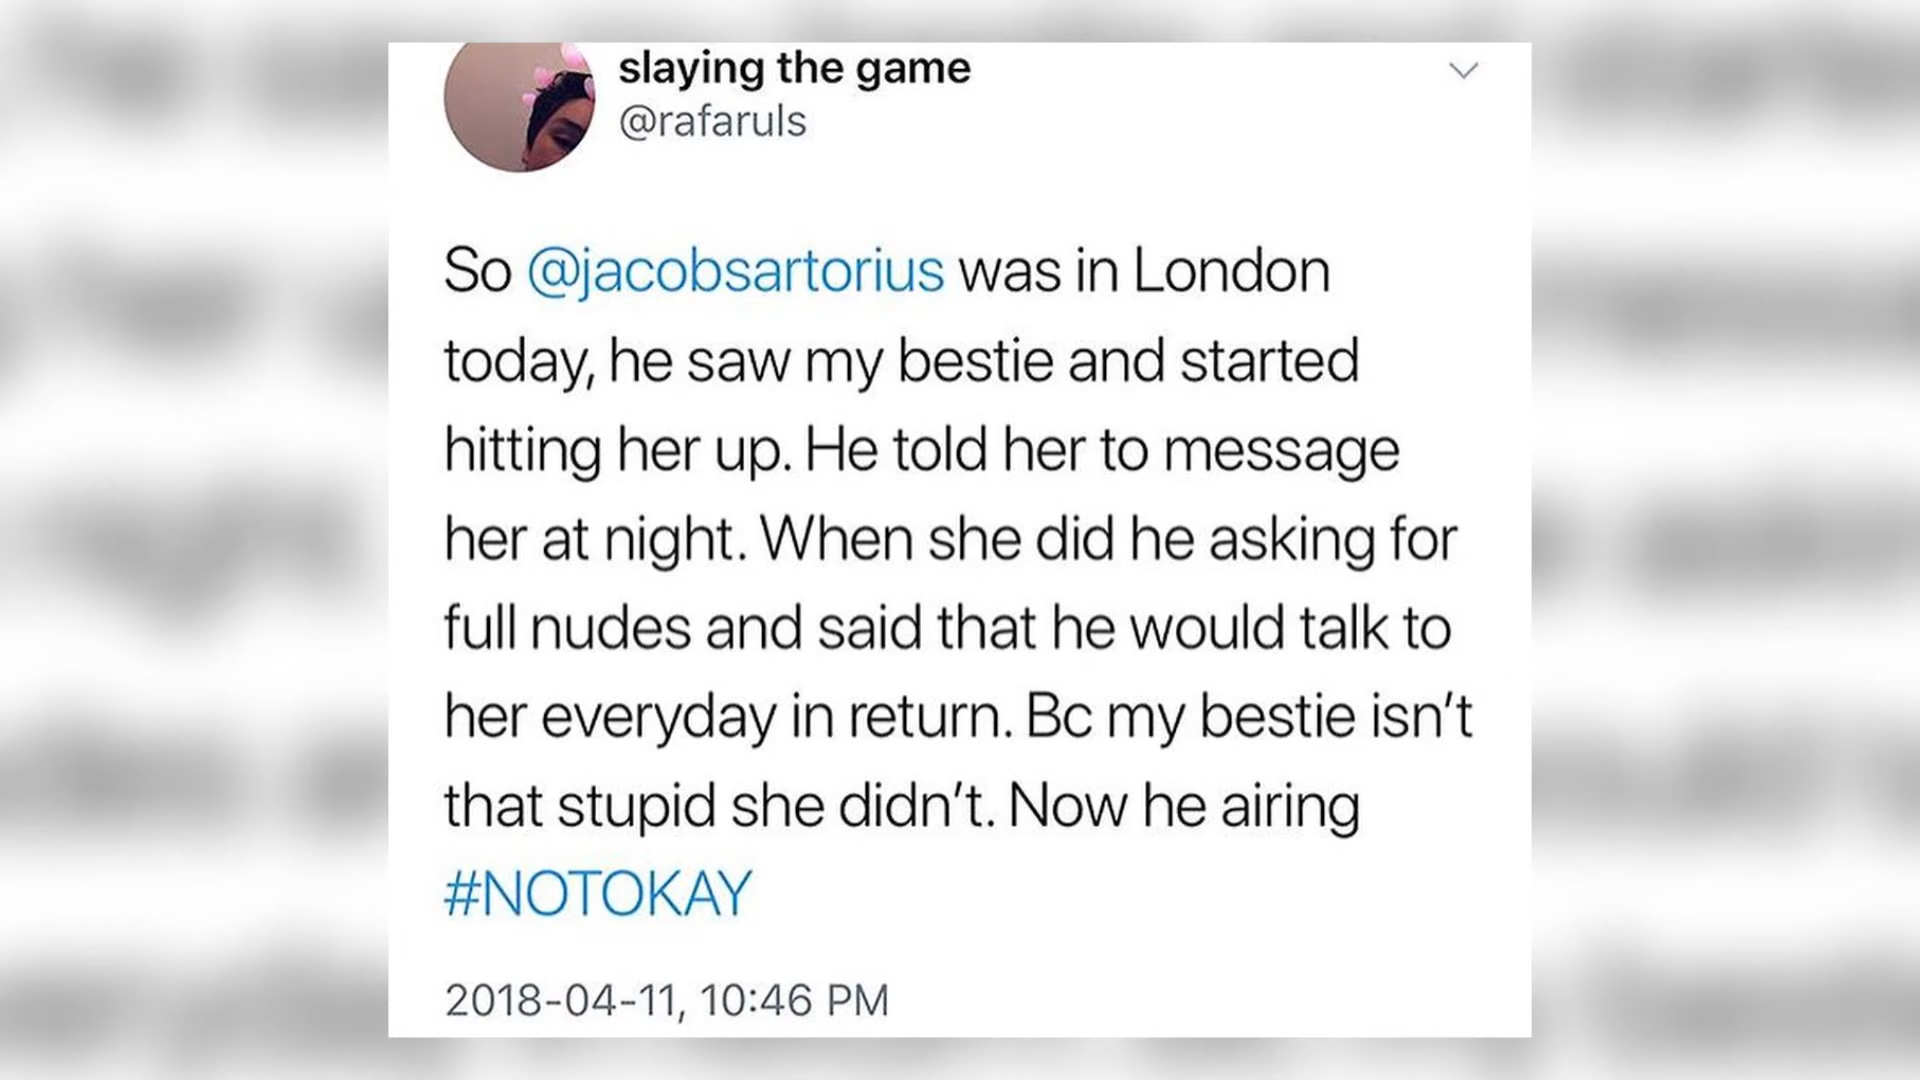 slaying the game
@rafaruls
So @jacobsartorius was in London
today, he saw my bestie and started
hitting her up. He told her to message
her at night. When she did he asking for
full nudes and said that he would talk to
her everyday in return. Bc my bestie isn't
that stupid she didn't. Now he airing
#NOTOKAY
2018-04-11, 10:46 PM